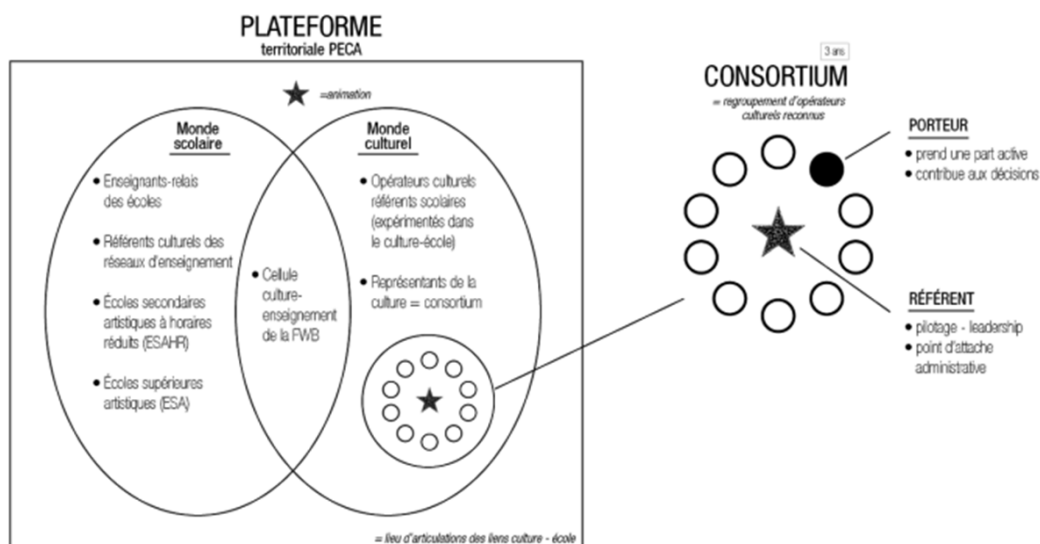 PLATEFORME
territoriale PECA
=animation
Monde
scolaire
• Enseignants-relais
des écoles
• Référents culturels des
réseaux d'enseignement
• Écoles secondaires
artistiques à horaires
réduits (ESAHR)
• Écoles supérieures
artistiques (ESA)
• Cellule
culture-
enseignement
de la FWB
Monde
culturel
• Opérateurs culturels
référents scolaires
(expérimentés dans
le culture-école)
• Représentants de la
culture = consortium
= lieu d'articulations des liens culture - école
3 ans
CONSORTIUM
= regroupement d'opérateurs
culturels reconnus
PORTEUR
• prend une part active
• contribue aux décisions
RÉFÉRENT
• pilotage - leadership
• point d'attache
administrative